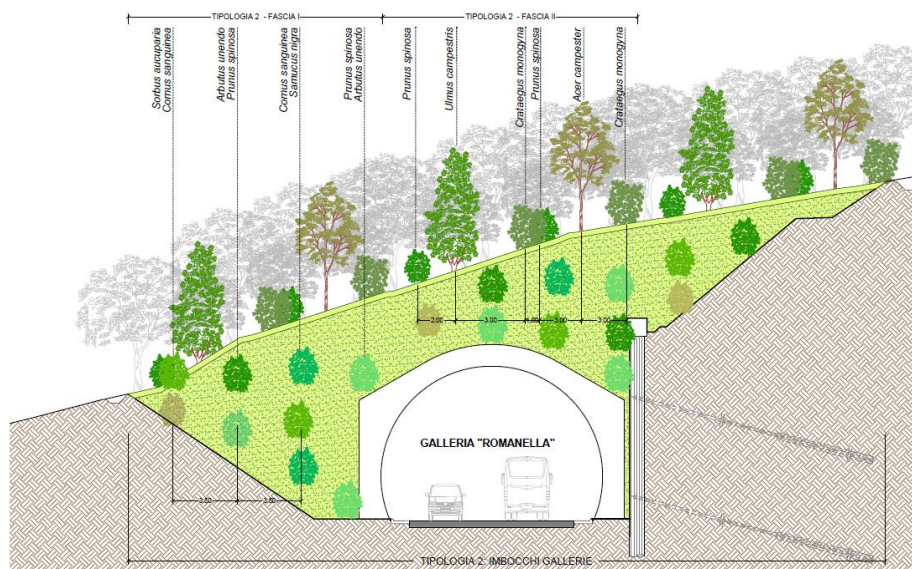 TIPOLOGIA 2 - FASCIA I
TIPOLOGIA 2 - FASCIA II
Sorbus aucuparia
Cornus sanguinea
Arbutus unendo
Prunus spinosa
Cornus sanguinea
Samucus nigra
Prunus spinosa
Arbutus unendo
Prunus spinosa
Ulmus campestris
Crataegus monogyna
Prunus spinosa
Acer campester
Crataegus monogyna
2.00
3.00
1.00
3.00
3.00
GALLERIA "ROMANELLA"
3.50
3.50
TIPOLOGIA 2: IMBOCCHI GALLERIE